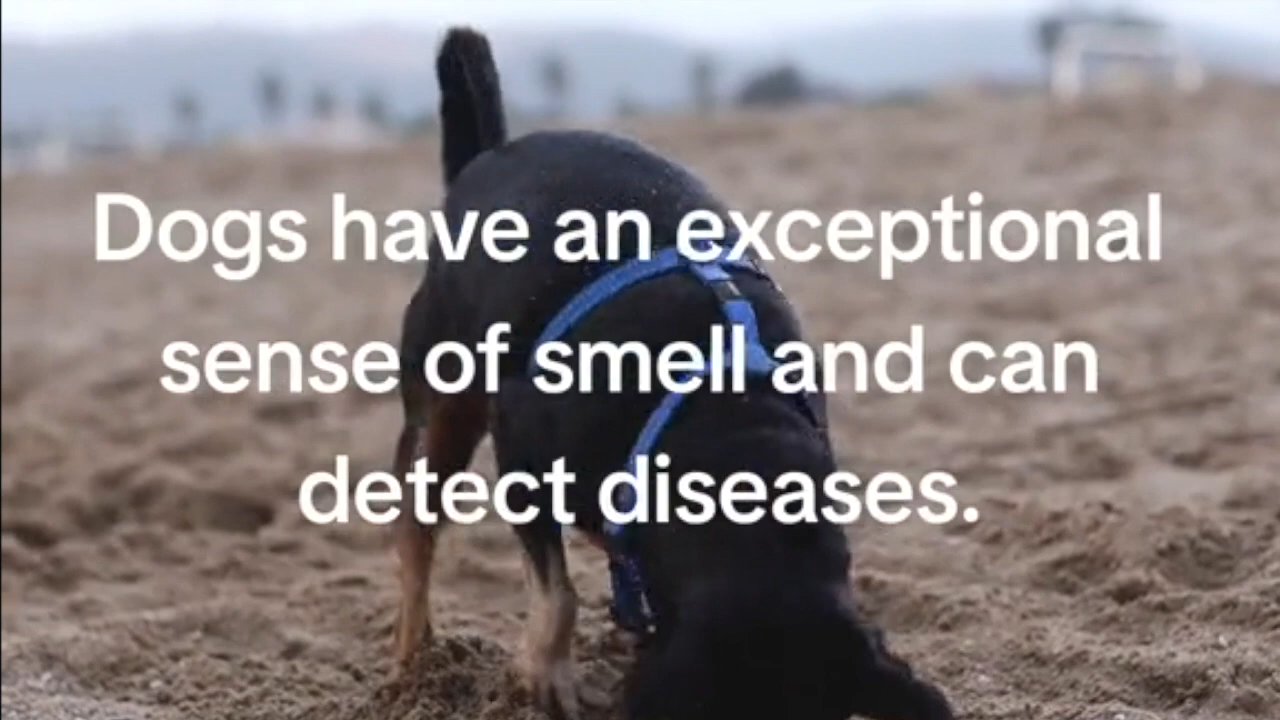 Dogs have an exceptional
sense of smell and can
detect diseases.